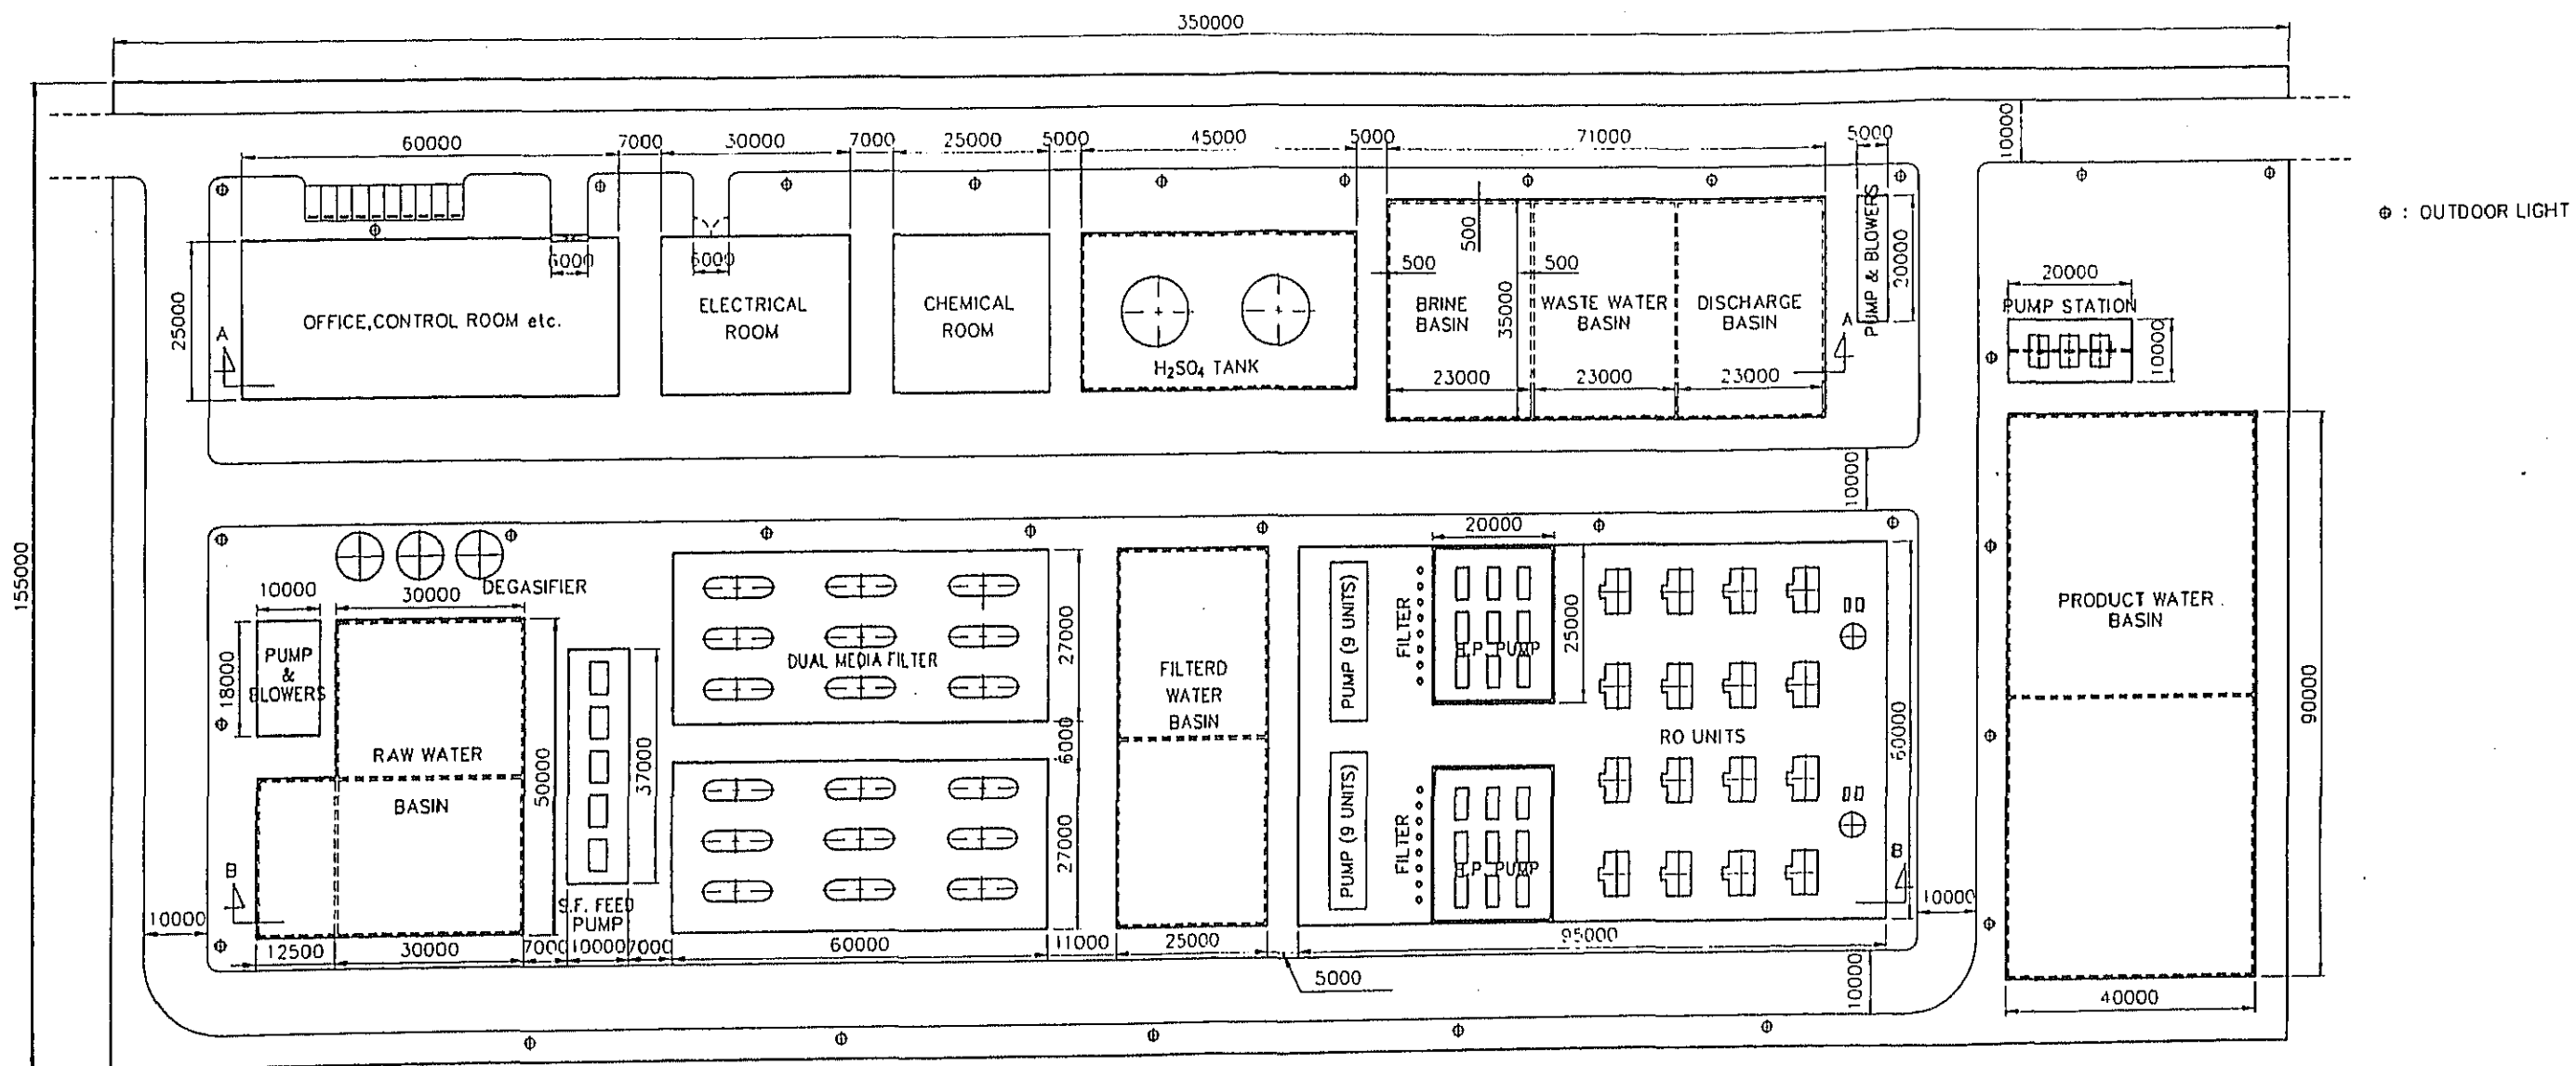 350000
60000 7000 30000 7000 25000 5000 45000 5000 71000 5000 10000
Φ : OUTDOOR LIGHT
6000 6000
500
500 500
PUMP & BLOWERS
20000
20000
PUMP STATION
10000
25000
A
OFFICE,CONTROL ROOM etc.
ELECTRICAL
ROOM
CHEMICAL
ROOM
H₂SO₄ TANK
BRINE
BASIN
35000
WASTE WATER
BASIN
DISCHARGE
BASIN
A
23000 23000 23000
10000
155000
DEGASIFIER
10000 30000
18000
PUMP
&
BLOWERS
RAW WATER
BASIN
50000
37000
S.F. FEED
PUMP
DUAL MEDIA FILTER
27000
6000
27000
FILTERD
WATER
BASIN
PUMP (9 UNITS)
FILTER
20000
H.P. PUMP
25000
PUMP (9 UNITS)
FILTER
H.P. PUMP
RO UNITS
60000
PRODUCT WATER
BASIN
90000
B
B
10000
10000
12500 30000 7000 10000 7000 60000 11000 25000 95000
5000
10000
40000